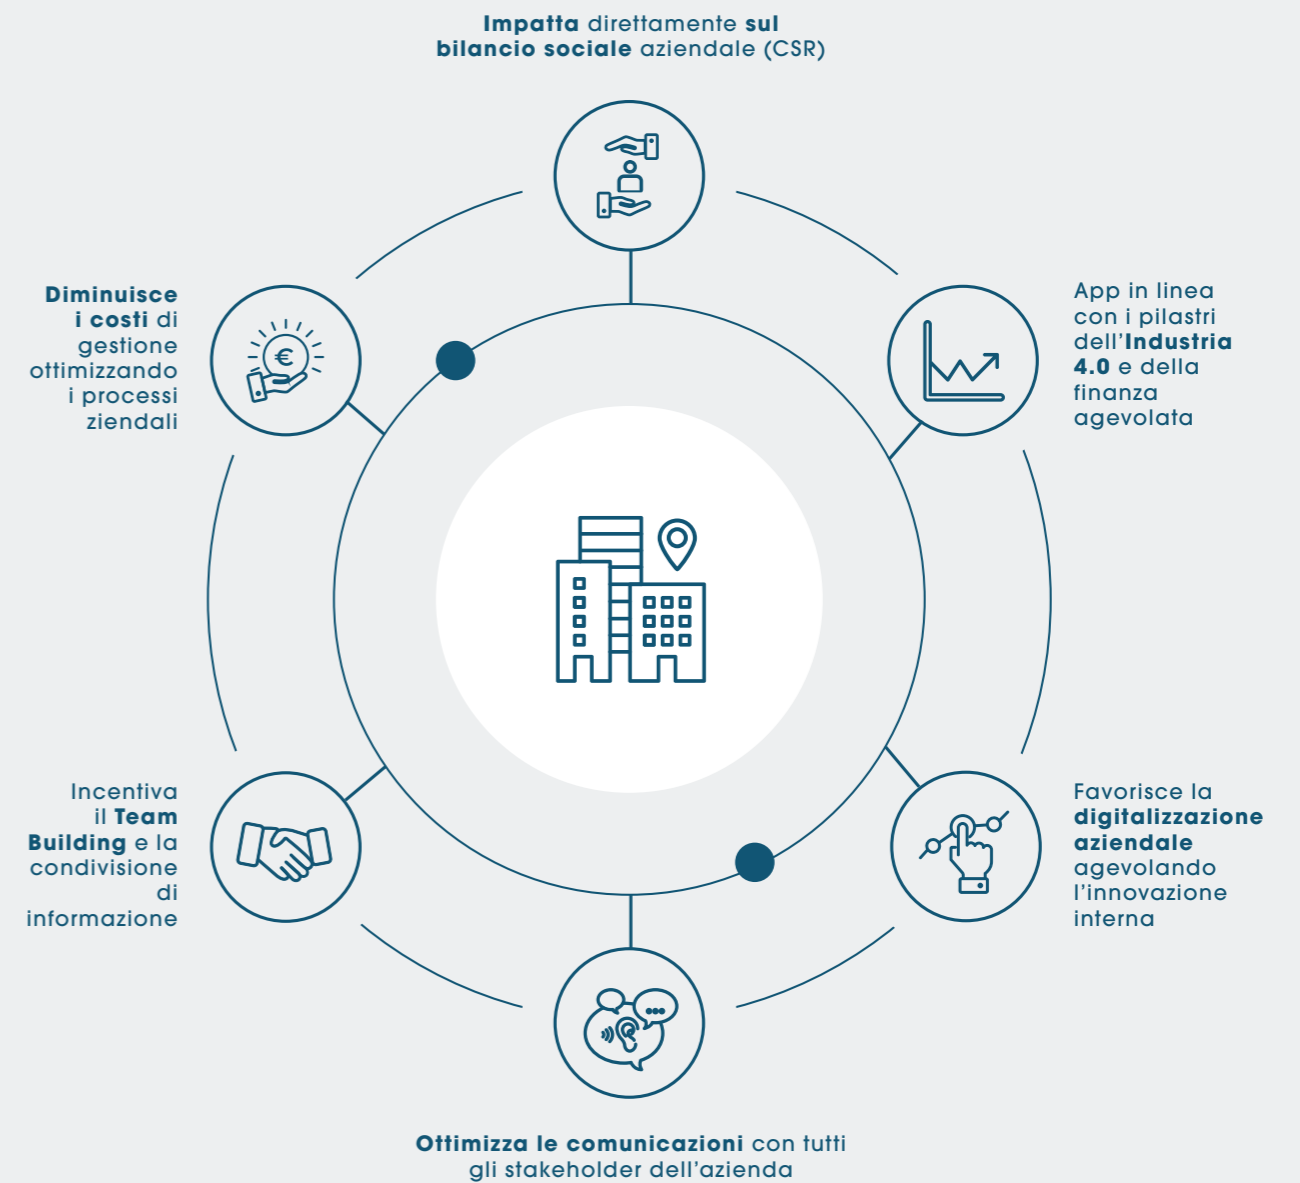 Impatta direttamente sul
bilancio sociale aziendale (CSR)
Diminuisce
i costi di
gestione
ottimizzando
i processi
ziendali
€
App in linea
con i pilastri
dell'Industria
4.0 e della
finanza
agevolata
Incentiva
il Team
Building e la
condivisione
di
informazione
Favorisce la
digitalizzazione
aziendale
agevolando
l'innovazione
interna
Ottimizza le comunicazioni con tutti
gli stakeholder dell'azienda